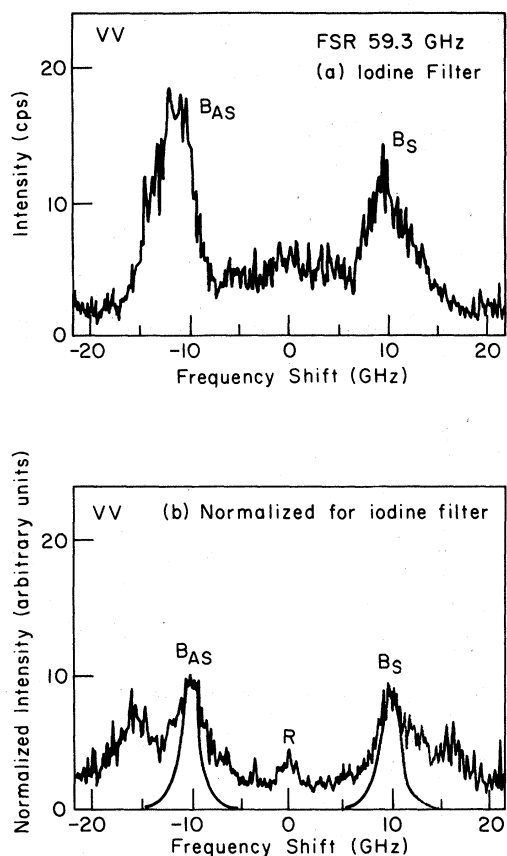 VV
FSR 59.3 GHz
(a) Iodine Filter
B_AS
B_S
20
10
0
Intensity (cps)
-20 -10 0 10 20
Frequency Shift (GHz)
VV (b) Normalized for iodine filter
20
10
0
B_AS
B_S
R
Normalized Intensity (arbitrary units)
-20 -10 0 10 20
Frequency Shift (GHz)